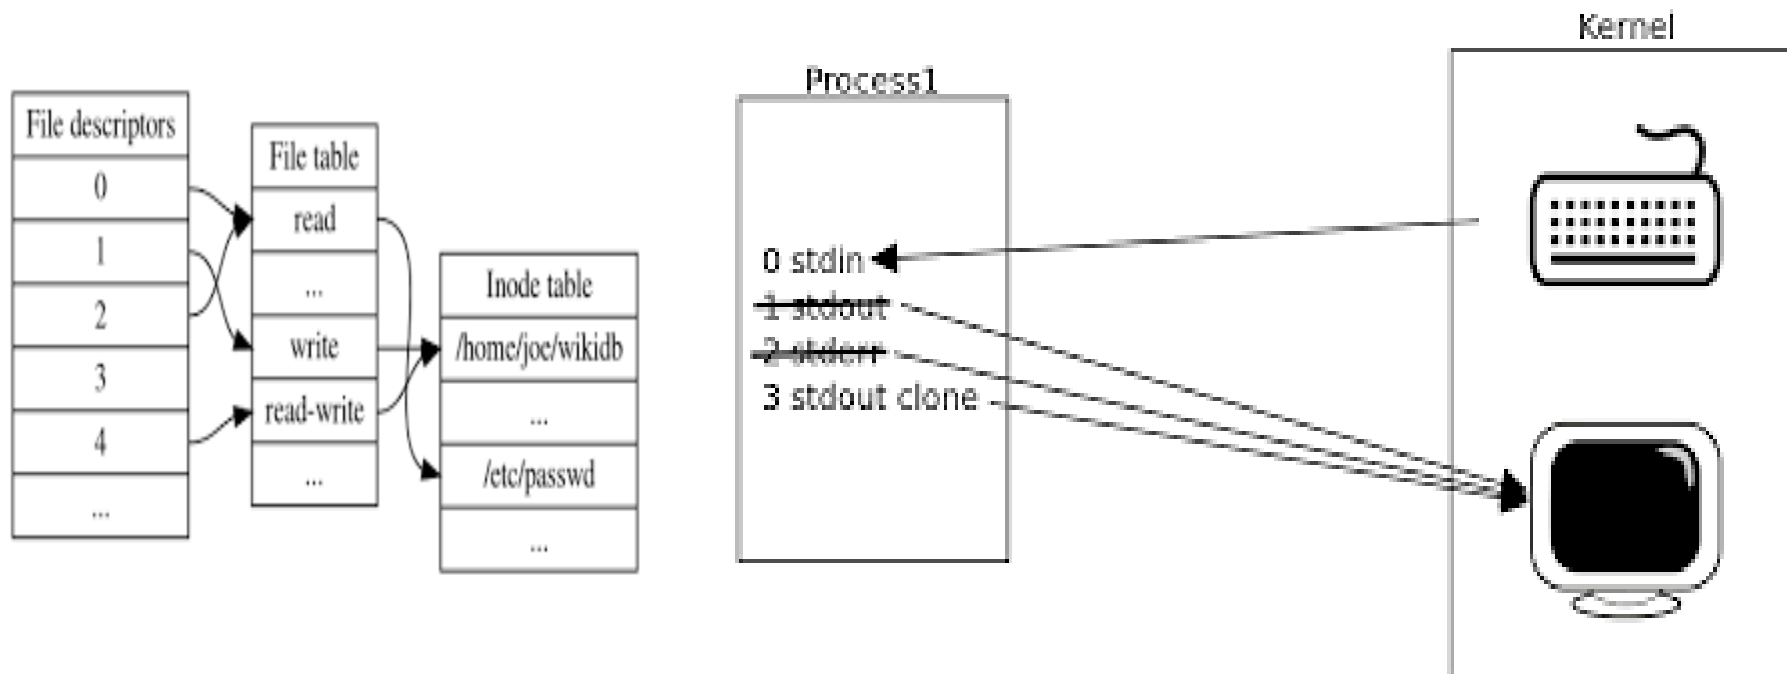 File descriptors
0
1
2
3
4
...
File table
read
...
write
read-write
...
Inode table
/home/joe/wikidb
...
/etc/passwd
...
Process1
0 stdin
1 stdout
2 stderr
3 stdout clone
Kernel